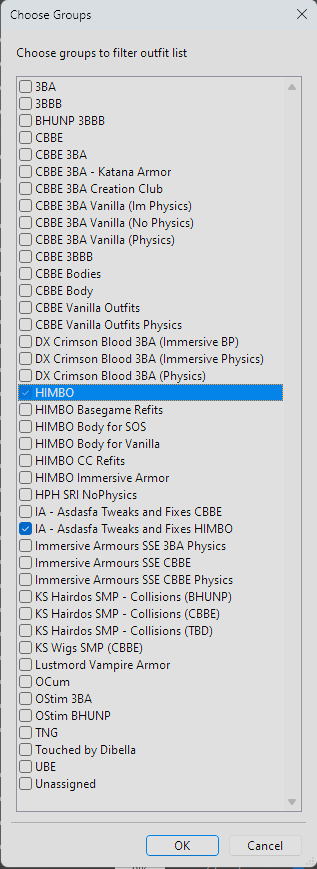 Choose Groups
Choose groups to filter outfit list
3BA
3BBB
BHUNP 3BBB
CBBE
CBBE 3BA
CBBE 3BA - Katana Armor
CBBE 3BA Creation Club
CBBE 3BA Vanilla (Im Physics)
CBBE 3BA Vanilla (No Physics)
CBBE 3BA Vanilla (Physics)
CBBE 3BBB
CBBE Bodies
CBBE Body
CBBE Vanilla Outfits
CBBE Vanilla Outfits Physics
DX Crimson Blood 3BA (Immersive BP)
DX Crimson Blood 3BA (Immersive Physics)
DX Crimson Blood 3BA (Physics)
HIMBO
HIMBO Basegame Refits
HIMBO Body for SOS
HIMBO Body for Vanilla
HIMBO CC Refits
HIMBO Immersive Armor
HPH SRI NoPhysics
IA - Asdasfa Tweaks and Fixes CBBE
IA - Asdasfa Tweaks and Fixes HIMBO
Immersive Armours SSE 3BA Physics
Immersive Armours SSE CBBE
Immersive Armours SSE CBBE Physics
KS Hairdos SMP - Collisions (BHUNP)
KS Hairdos SMP - Collisions (CBBE)
KS Hairdos SMP - Collisions (TBD)
KS Wigs SMP (CBBE)
Lustmord Vampire Armor
OCum
OStim 3BA
OStim BHUNP
TNG
Touched by Dibella
UBE
Unassigned
OK
Cancel